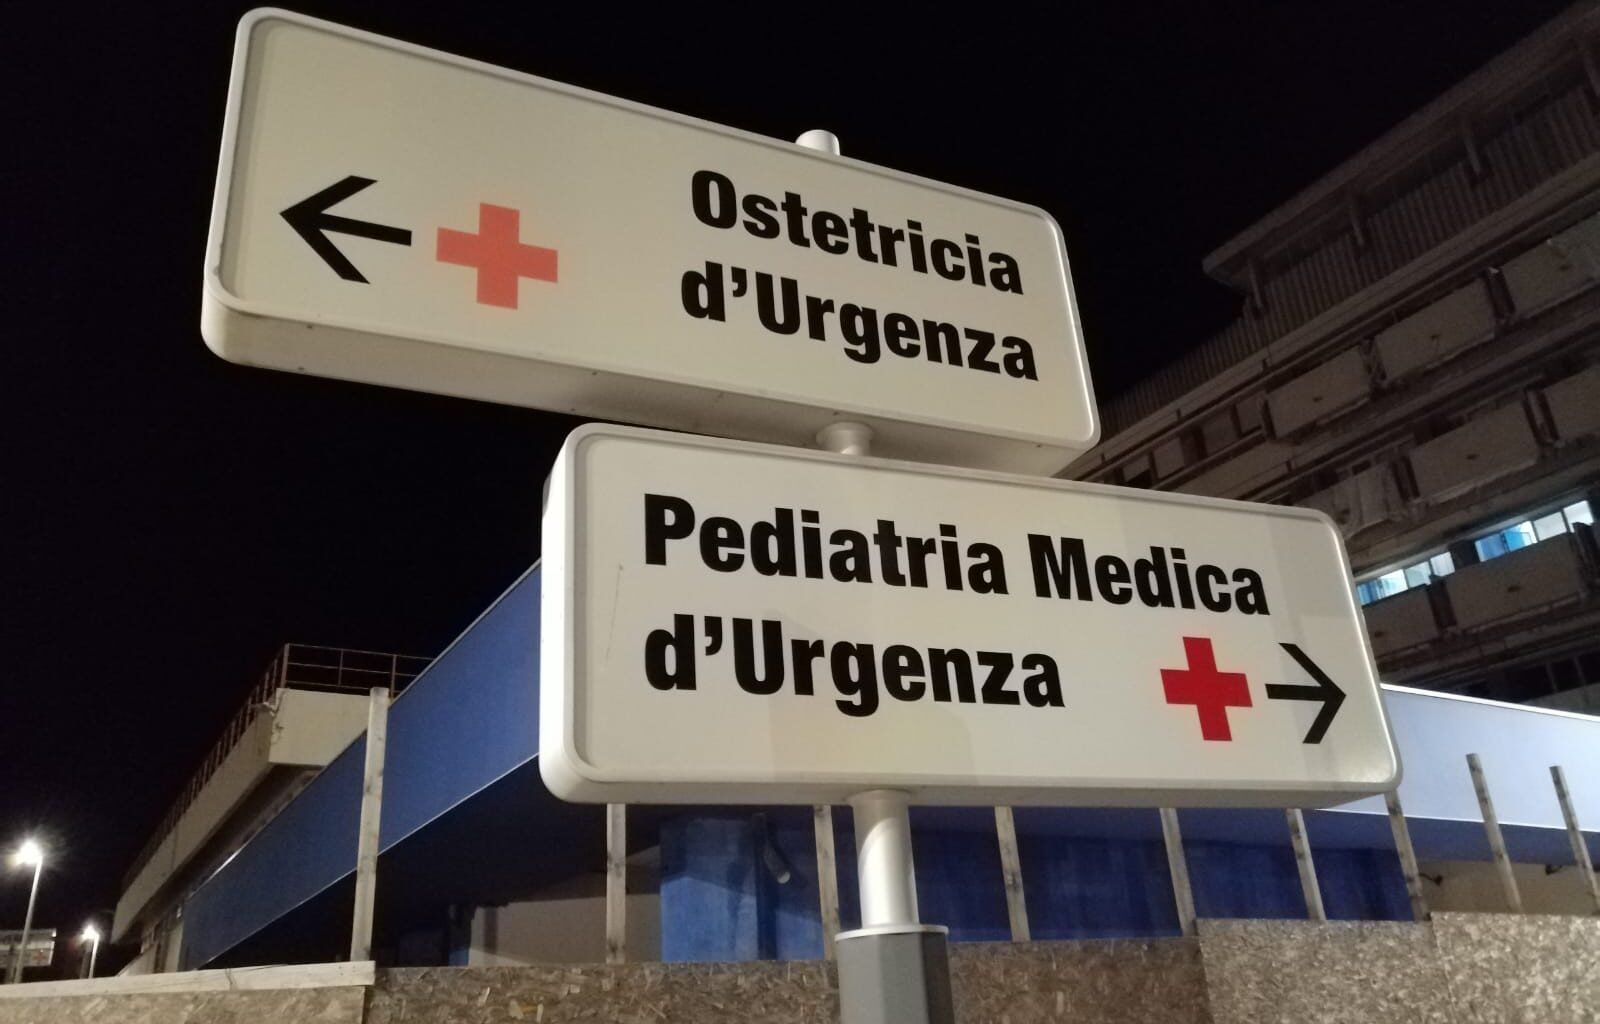 Ostetricia
d'Urgenza
Pediatria Medica
d'Urgenza